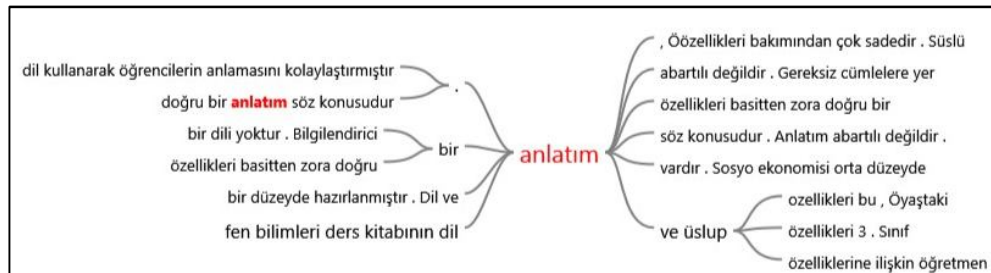 dil kullanarak öğrencilerin anlamasını kolaylaştırmıştır
doğru bir anlatım söz konusudur
.
bir dili yoktur . Bilgilendirici
özellikleri basitten zora doğru
bir
bir düzeyde hazırlanmıştır . Dil ve
fen bilimleri ders kitabının dil
anlatım
, Öözellikleri bakımından çok sadedir . Süslü
abartılı değildir . Gereksiz cümlelere yer
özellikleri basitten zora doğru bir
söz konusudur . Anlatım abartılı değildir .
vardır . Sosyo ekonomisi orta düzeyde
ve üslup
ozellikleri bu , Öyaştaki
özellikleri 3 . Sınıf
özelliklerine ilişkin öğretmen